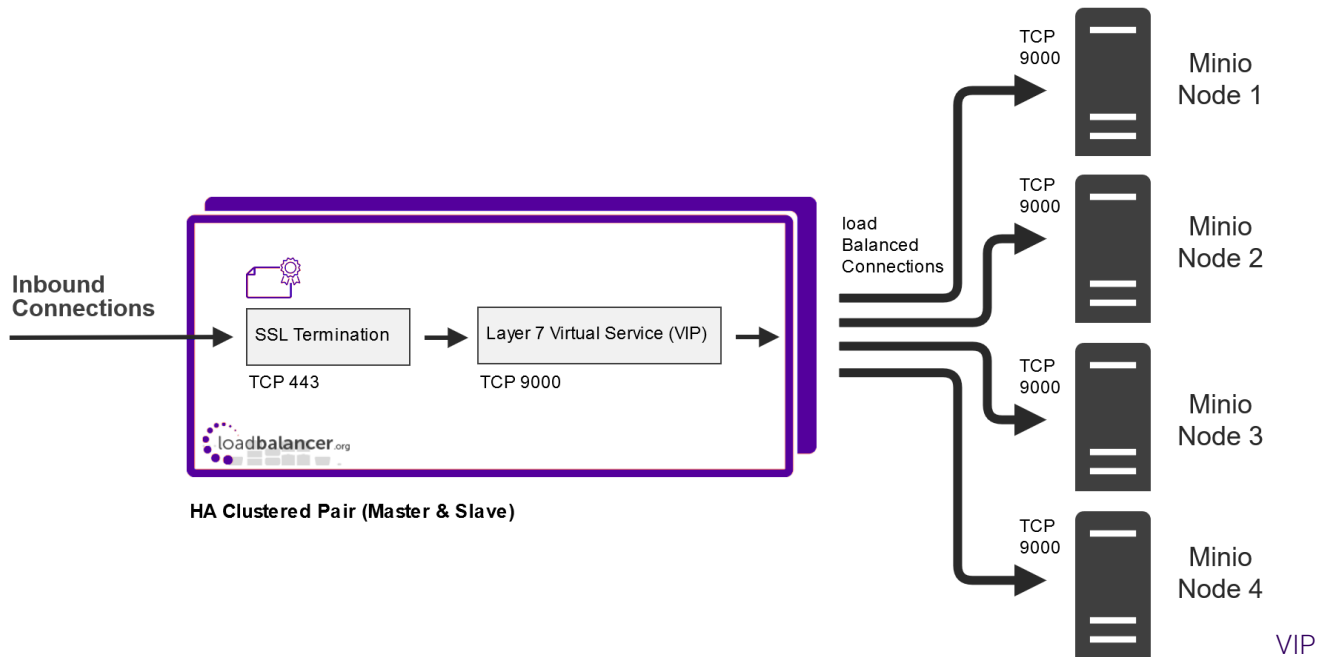 TCP
9000
Minio
Node 1
TCP
9000
Minio
Node 2
load
Balanced
Connections
Inbound
Connections
SSL Termination
TCP 443
Layer 7 Virtual Service (VIP)
TCP 9000
loadbalancer.org
HA Clustered Pair (Master & Slave)
TCP
9000
Minio
Node 3
TCP
9000
Minio
Node 4
VIP